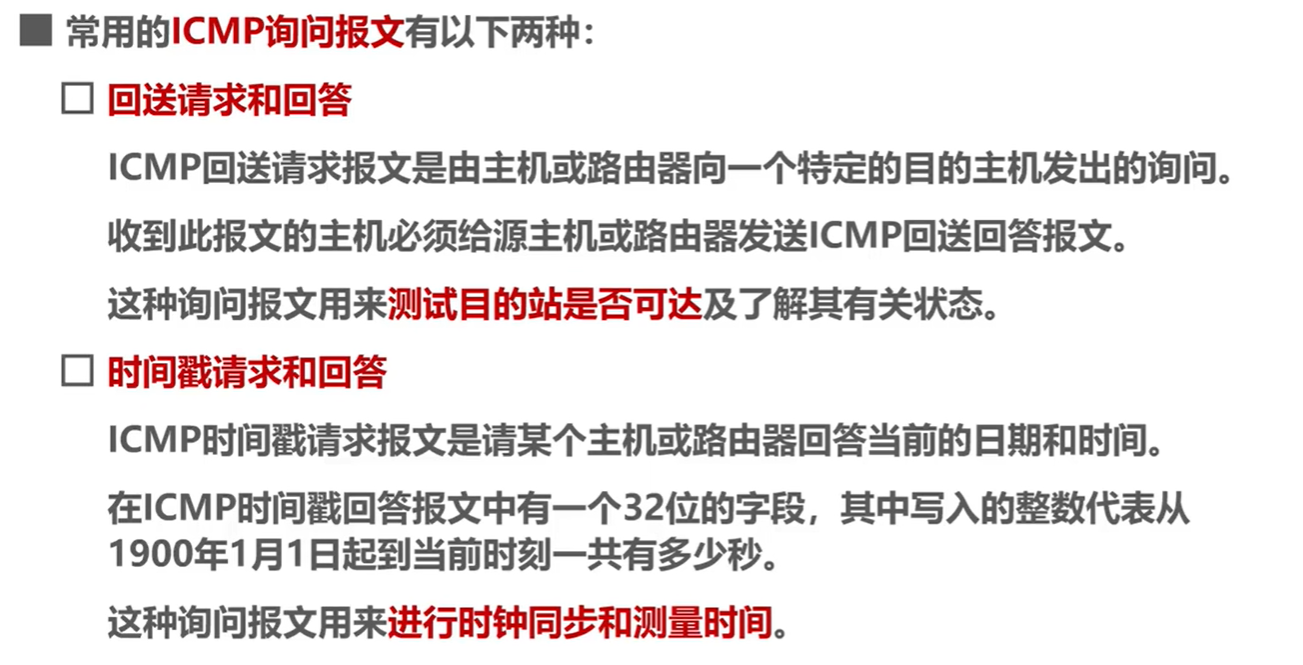 常用的ICMP询问报文有以下两种：
回送请求和回答
ICMP回送请求报文是由主机或路由器向一个特定的目的主机发出的询问。
收到此报文的主机必须给源主机或路由器发送ICMP回送回答报文。
这种询问报文用来测试目的站是否可达及了解其有关状态。
时间戳请求和回答
ICMP时间戳请求报文是请某个主机或路由器回答当前的日期和时间。
在ICMP时间戳回答报文中有一个32位的字段，其中写入的整数代表从
1900年1月1日起到当前时刻一共有多少秒。
这种询问报文用来进行时钟同步和测量时间。